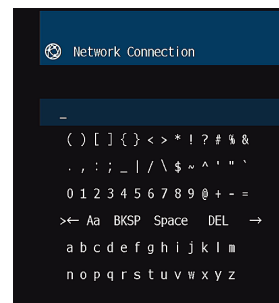 Network Connection
_
( ) [ ] { } < > * ! ? # % &
. , : ; _ | / \ $ ~ ^ ' " `
0 1 2 3 4 5 6 7 8 9 @ + - =
>← Aa BKSP Space DEL →
a b c d e f g h i j k l m
n o p q r s t u v w x y z